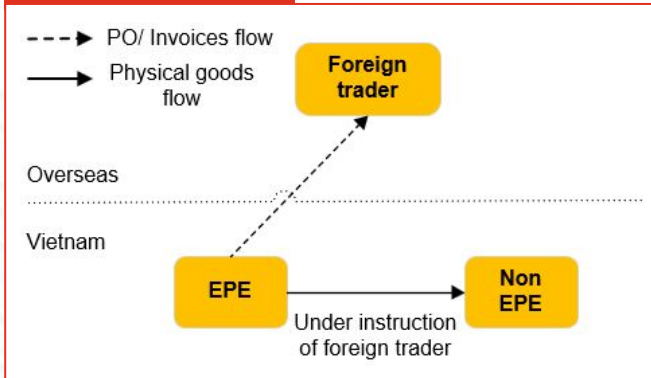 PO/ Invoices flow
Physical goods
flow
Foreign
trader
Overseas
Vietnam
EPE
Non
EPE
Under instruction
of foreign trader